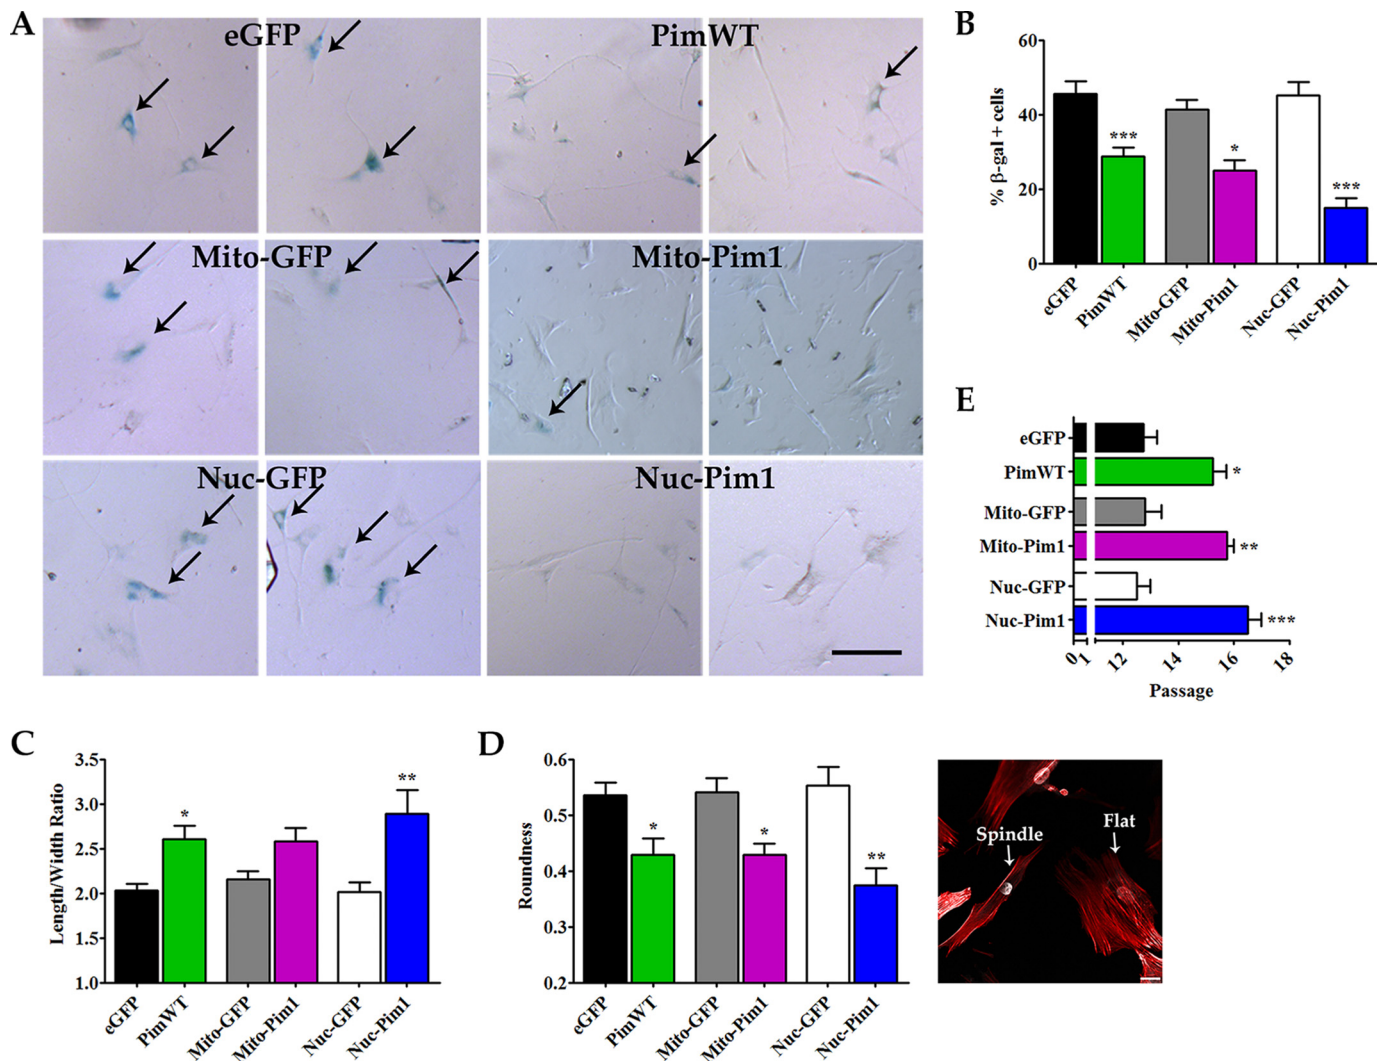 A
eGFP
PimWT
Mito-GFP
Mito-Pim1
Nuc-GFP
Nuc-Pim1
B
% β-gal + cells
60
40
20
0
***
*
***
eGFP
PimWT
Mito-GFP
Mito-Pim1
Nuc-GFP
Nuc-Pim1
E
eGFP
PimWT
Mito-GFP
Mito-Pim1
Nuc-GFP
Nuc-Pim1
*
**
***
0 1 12 14 16 18
Passage
C
Length/Width Ratio
3.5
3.0
2.5
2.0
1.5
1.0
*
**
eGFP
PimWT
Mito-GFP
Mito-Pim1
Nuc-GFP
Nuc-Pim1
D
Roundness
0.6
0.5
0.4
0.3
0.2
*
*
**
eGFP
PimWT
Mito-GFP
Mito-Pim1
Nuc-GFP
Nuc-Pim1
Spindle
Flat